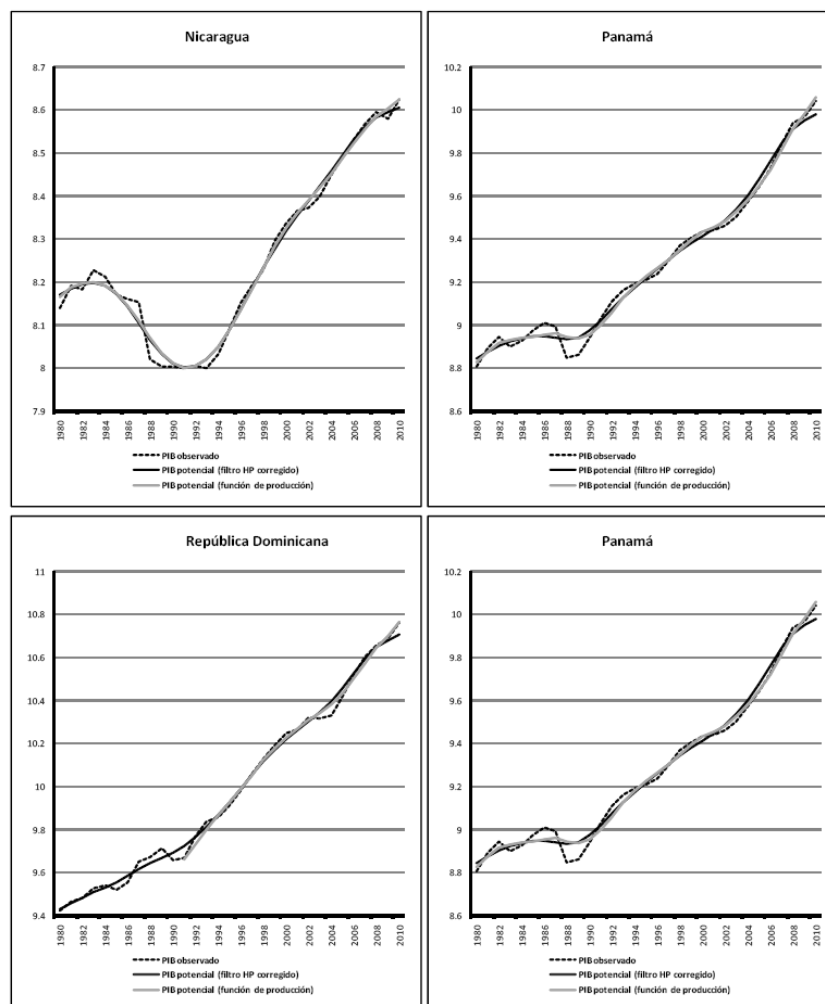 Nicaragua
8.7
8.6
8.5
8.4
8.3
8.2
8.1
8
7.9
1980 1982 1984 1986 1988 1990 1992 1994 1996 1998 2000 2002 2004 2006 2008 2010
PIB observado
PIB potencial (filtro HP corregido)
PIB potencial (función de producción)
Panamá
10.2
10
9.8
9.6
9.4
9.2
9
8.8
8.6
1980 1982 1984 1986 1988 1990 1992 1994 1996 1998 2000 2002 2004 2006 2008 2010
PIB observado
PIB potencial (filtro HP corregido)
PIB potencial (función de producción)
República Dominicana
11
10.8
10.6
10.4
10.2
10
9.8
9.6
9.4
1980 1982 1984 1986 1988 1990 1992 1994 1996 1998 2000 2002 2004 2006 2008 2010
PIB observado
PIB potencial (filtro HP corregido)
PIB potencial (función de producción)
Panamá
10.2
10
9.8
9.6
9.4
9.2
9
8.8
8.6
1980 1982 1984 1986 1988 1990 1992 1994 1996 1998 2000 2002 2004 2006 2008 2010
PIB observado
PIB potencial (filtro HP corregido)
PIB potencial (función de producción)